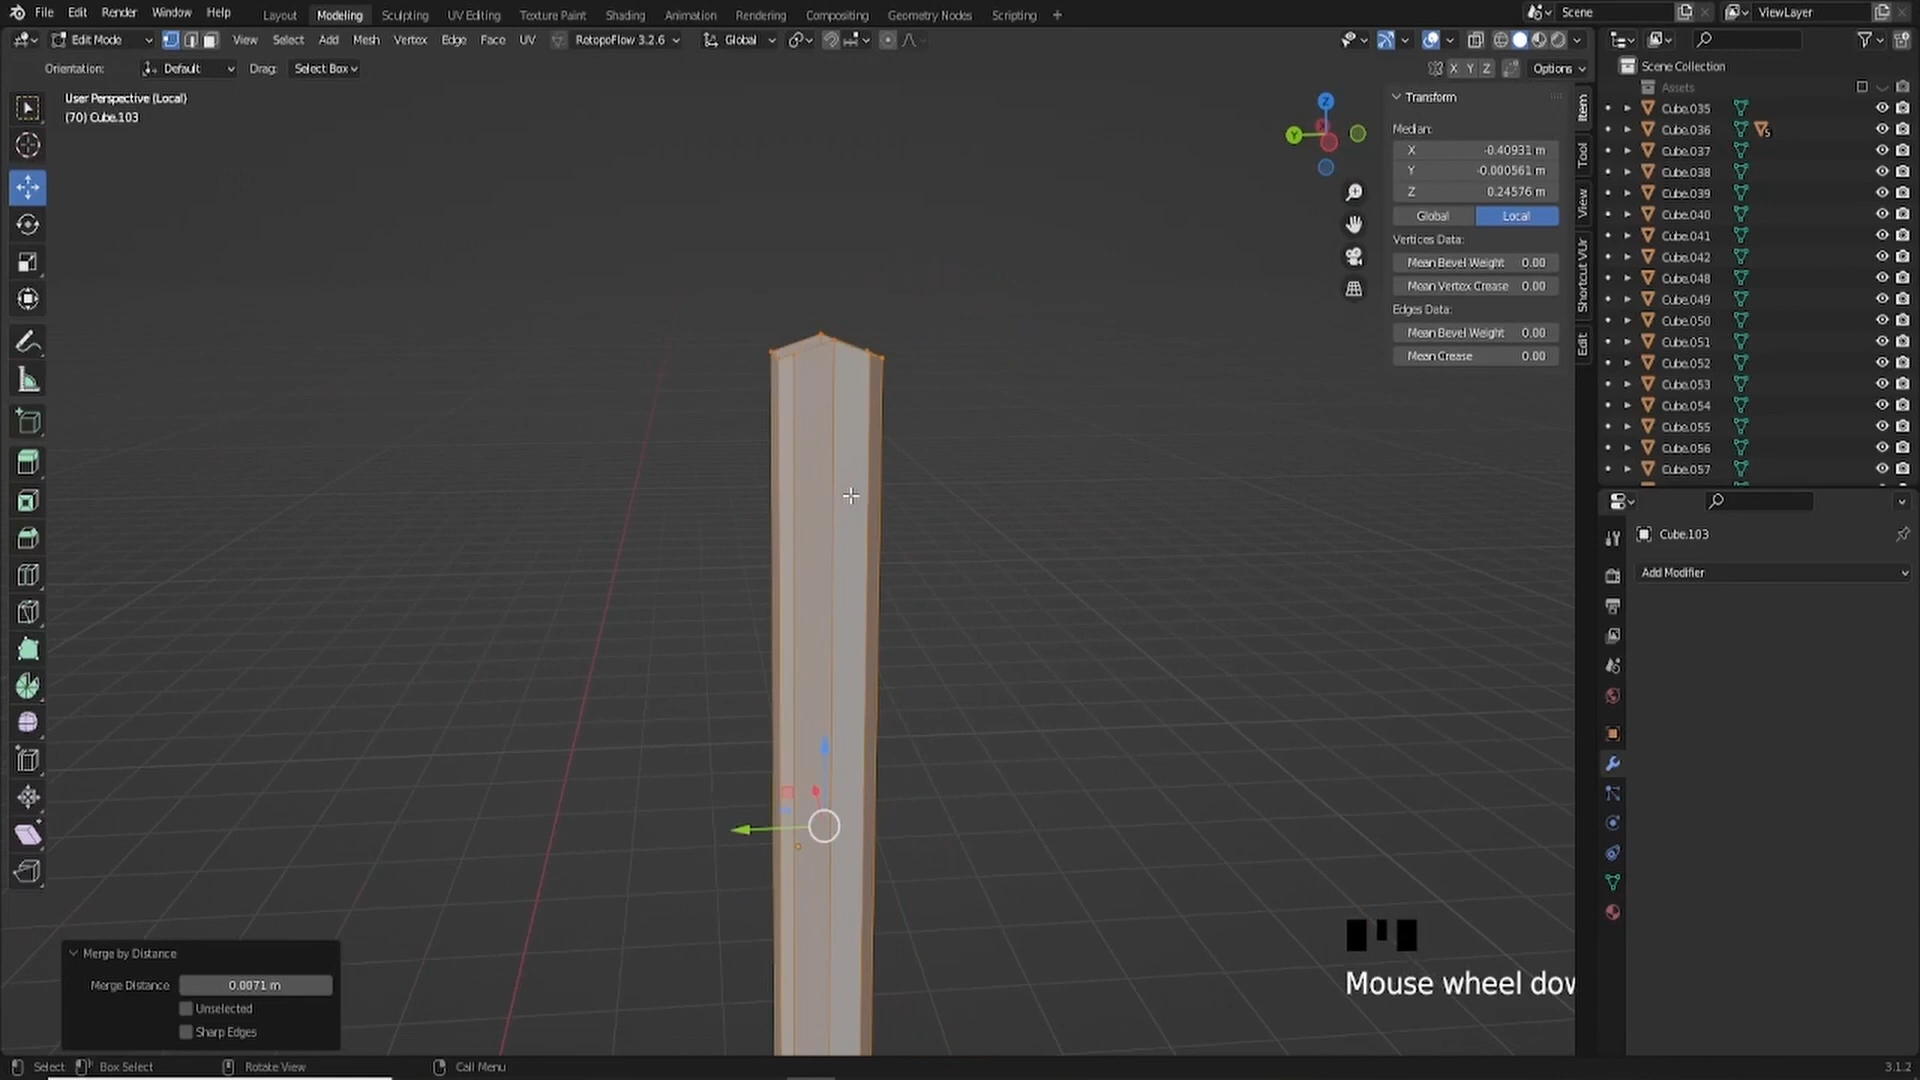 File Edit Render Window Help Layout Modeling Sculpting UV Editing Texture Paint Shading Animation Rendering Compositing Geometry Nodes Scripting + Scene ViewLayer
Edit Mode View Select Add Mesh Vertex Edge Face UV RetopoFlow 3.2.6 Global
Orientation: Default Drag: Select Box X Y Z Options
User Perspective (Local)
(70) Cube.103
Z
Y
Transform
Median:
X -0.40931 m
Y -0.000561 m
Z 0.24576 m
Global Local
Vertices Data:
Mean Bevel Weight 0.00
Mean Vertex Crease 0.00
Edges Data:
Mean Bevel Weight 0.00
Mean Crease 0.00
Item
Tool
View
Shortcut VUr
Edit
Scene Collection
Assets
Cube.035
Cube.036 5
Cube.037
Cube.038
Cube.039
Cube.040
Cube.041
Cube.042
Cube.048
Cube.049
Cube.050
Cube.051
Cube.052
Cube.053
Cube.054
Cube.055
Cube.056
Cube.057
Cube.103
Add Modifier
Merge by Distance
Merge Distance 0.0071 m
Unselected
Sharp Edges
Mouse wheel dow
Select Box Select Rotate View Call Menu 3.1.2